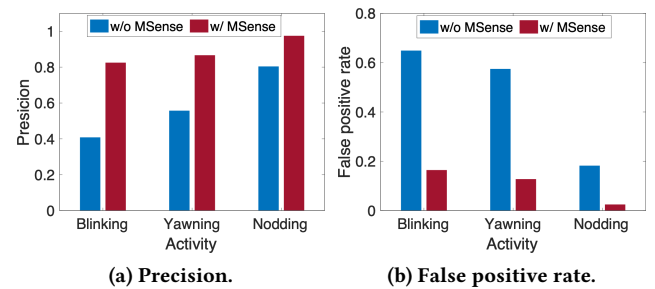 w/o MSense w/ MSense
1
0.8
0.6
0.4
0.2
0
Presicion
Blinking Yawning Nodding
Activity
(a) Precision.
w/o MSense w/ MSense
0.8
0.6
0.4
0.2
0
False positive rate
Blinking Yawning Nodding
Activity
(b) False positive rate.